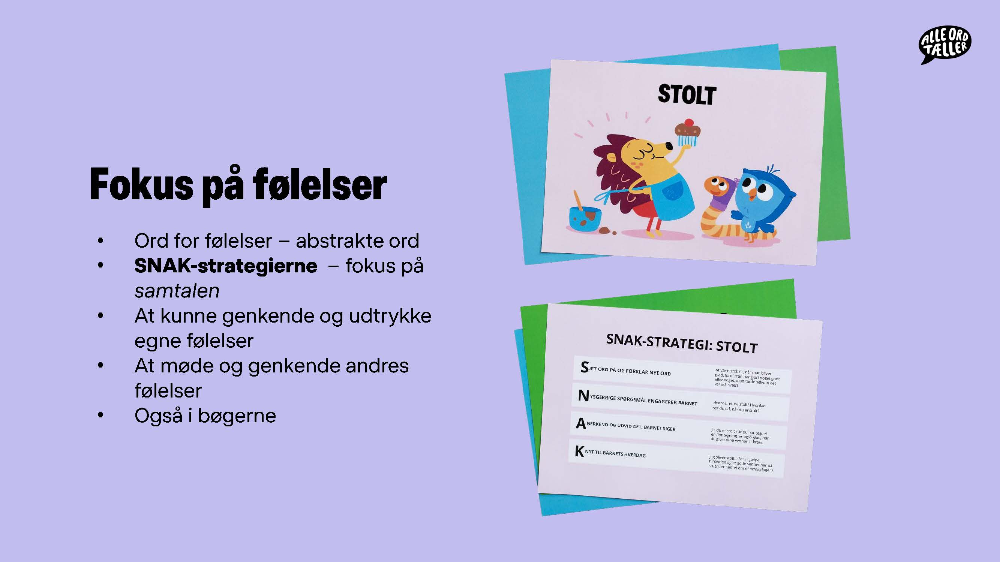 ALLE ORD
TÆLLER
Fokus på følelser
• Ord for følelser – abstrakte ord
• SNAK-strategierne – fokus på
samtalen
• At kunne genkende og udtrykke
egne følelser
• At møde og genkende andres
følelser
• Også i bøgerne
STOLT
SNAK-STRATEGI: STOLT
SÆT ORD PÅ OG FORKLAR NYE ORD
At være stolt er, når man bliver
glad, fordi man har gjort noget godt
eller noget, man turde selvom det
var lidt svært.
NYSGERRIGE SPØRGSMÅL ENGAGERER BARNET
Hvornår er du stolt? Hvordan
ser du ud, når du er stolt?
ANERKEND OG UDVID DET, BARNET SIGER
Ja, du er stolt når du har tegnet
er flot tegning. er også glad, når
du giver dine venner et kram.
KNYT TIL BARNETS HVERDAG
Jeg bliver stolt, når vi hjælper
hinanden og er gode venner her på
stuen. er hentet om eftermiddagen?